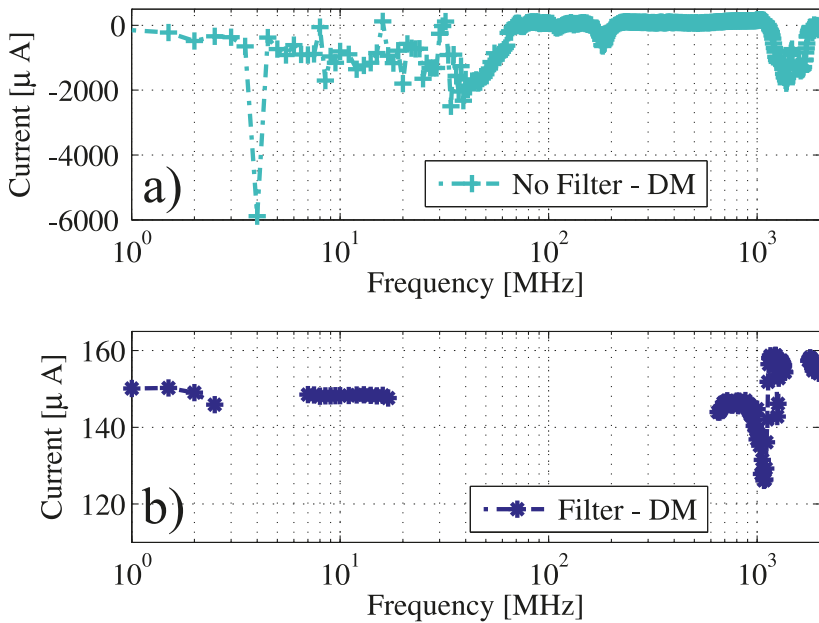 0
-2000
-4000
-6000
Current [μ A]
a)
No Filter - DM
10^0 10^1 10^2 10^3
Frequency [MHz]
160
140
120
Current [μ A]
b)
Filter - DM
10^0 10^1 10^2 10^3
Frequency [MHz]